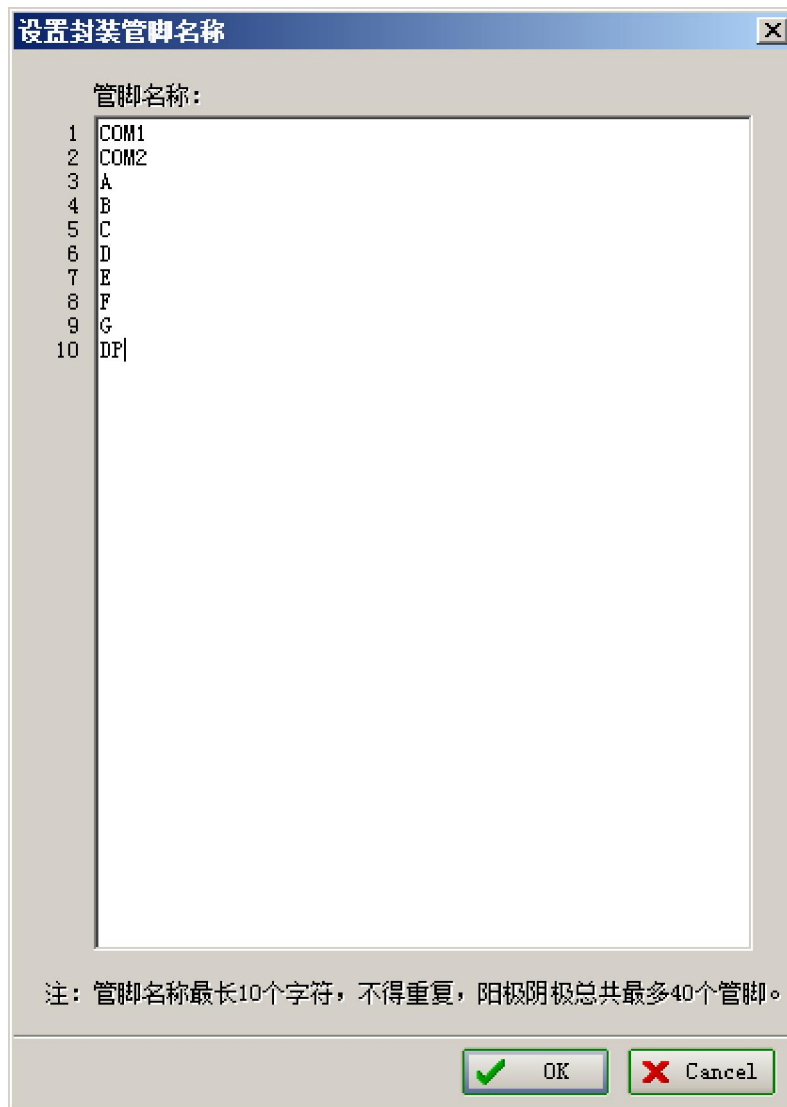 设置封装管脚名称
管脚名称:
1 COM1
2 COM2
3 A
4 B
5 C
6 D
7 E
8 F
9 G
10 DP
注: 管脚名称最长10个字符，不得重复，阳极阴极总共最多40个管脚。
OK Cancel